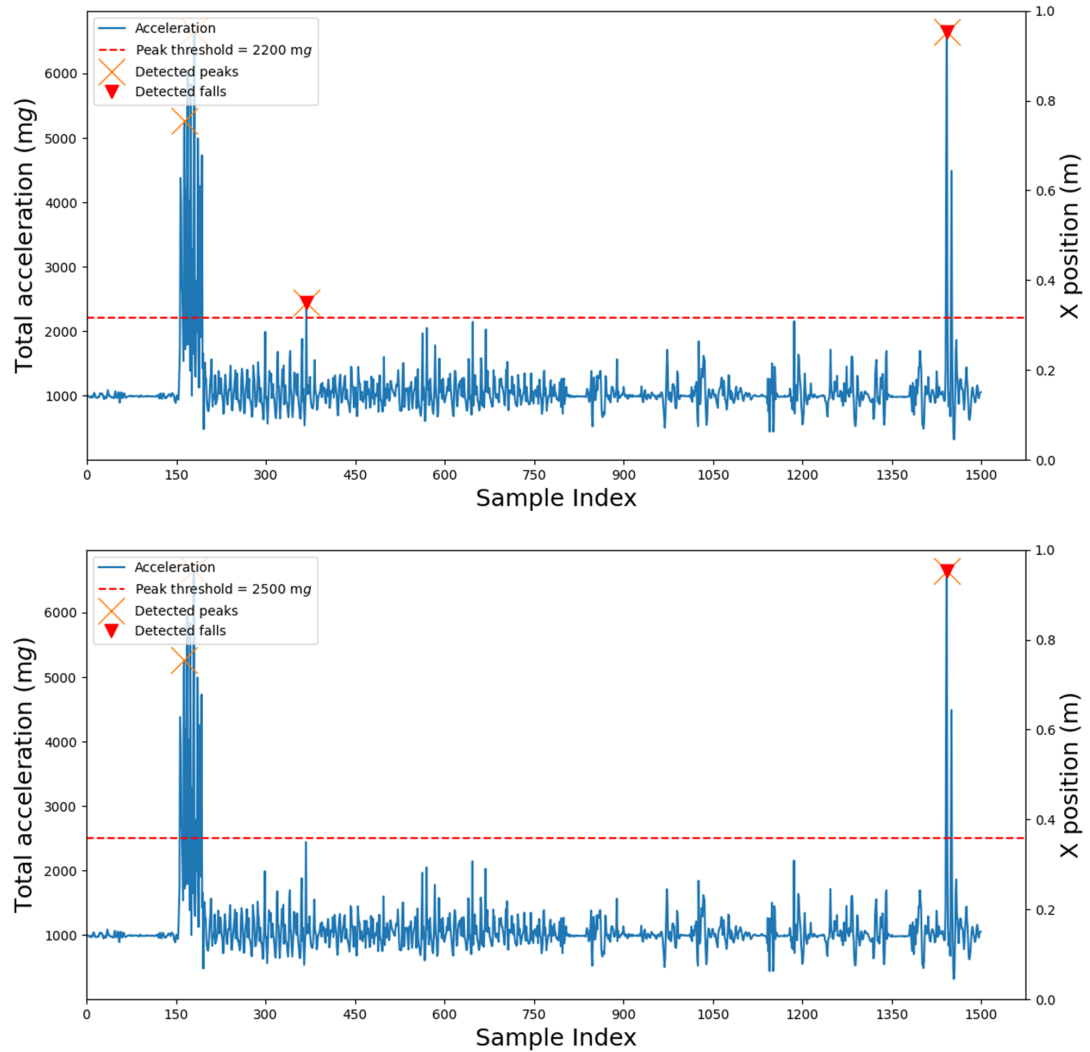 Acceleration
Peak threshold = 2200 mg
Detected peaks
Detected falls
Total acceleration (mg)
6000
5000
4000
3000
2000
1000
1.0
0.8
0.6
0.4
0.2
0.0
X position (m)
0 150 300 450 600 750 900 1050 1200 1350 1500
Sample Index
Acceleration
Peak threshold = 2500 mg
Detected peaks
Detected falls
Total acceleration (mg)
6000
5000
4000
3000
2000
1000
1.0
0.8
0.6
0.4
0.2
0.0
X position (m)
0 150 300 450 600 750 900 1050 1200 1350 1500
Sample Index